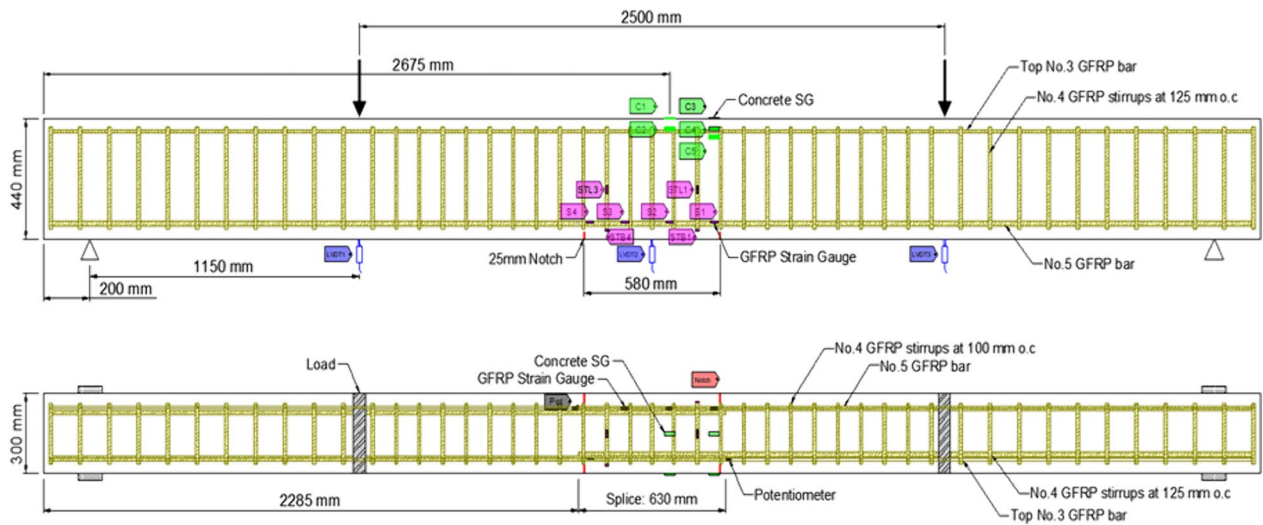 2500 mm
2675 mm
Top No.3 GFRP bar
C1
C3
Concrete SG
No.4 GFRP stirrups at 125 mm o.c
C2
C4
C5
440 mm
STL3
STL1
S4
S3
S2
S1
STB4
STB1
25mm Notch
GFRP Strain Gauge
No.5 GFRP bar
LVDT1
LVDT2
LVDT3
1150 mm
580 mm
200 mm
Load
Concrete SG
GFRP Strain Gauge
Notch
No.4 GFRP stirrups at 100 mm o.c
No.5 GFRP bar
Pot
300 mm
2285 mm
Splice: 630 mm
Potentiometer
No.4 GFRP stirrups at 125 mm o.c
Top No.3 GFRP bar